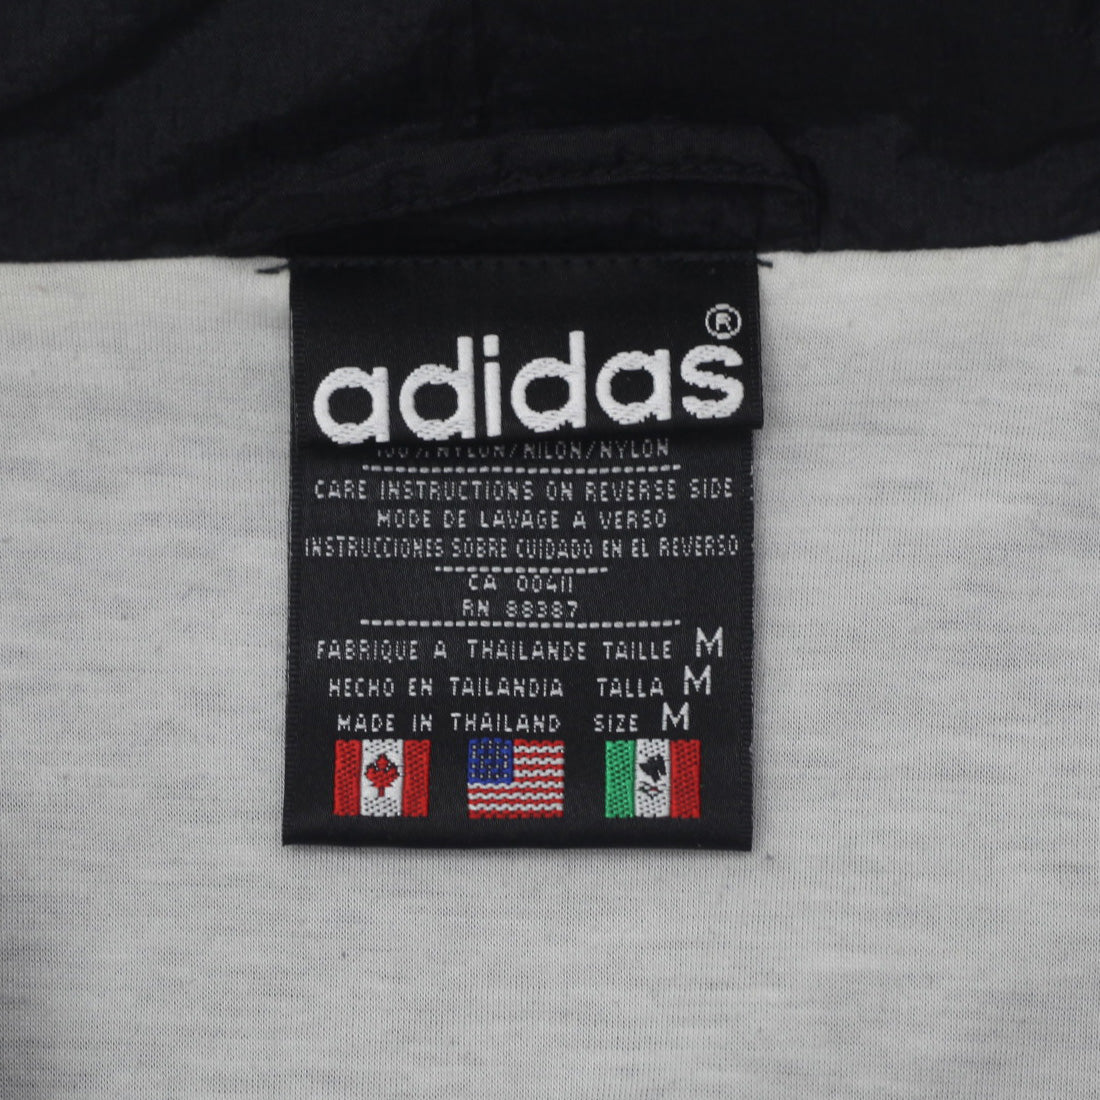 adidas®
100% NYLON/NILON/NYLON
CARE INSTRUCTIONS ON REVERSE SIDE
MODE DE LAVAGE A VERSO
INSTRUCCIONES SOBRE CUIDADO EN EL REVERSO
CA 00411
RN 88387
FABRIQUE A THAILANDE TAILLE M
HECHO EN TAILANDIA TALLA M
MADE IN THAILAND SIZE M